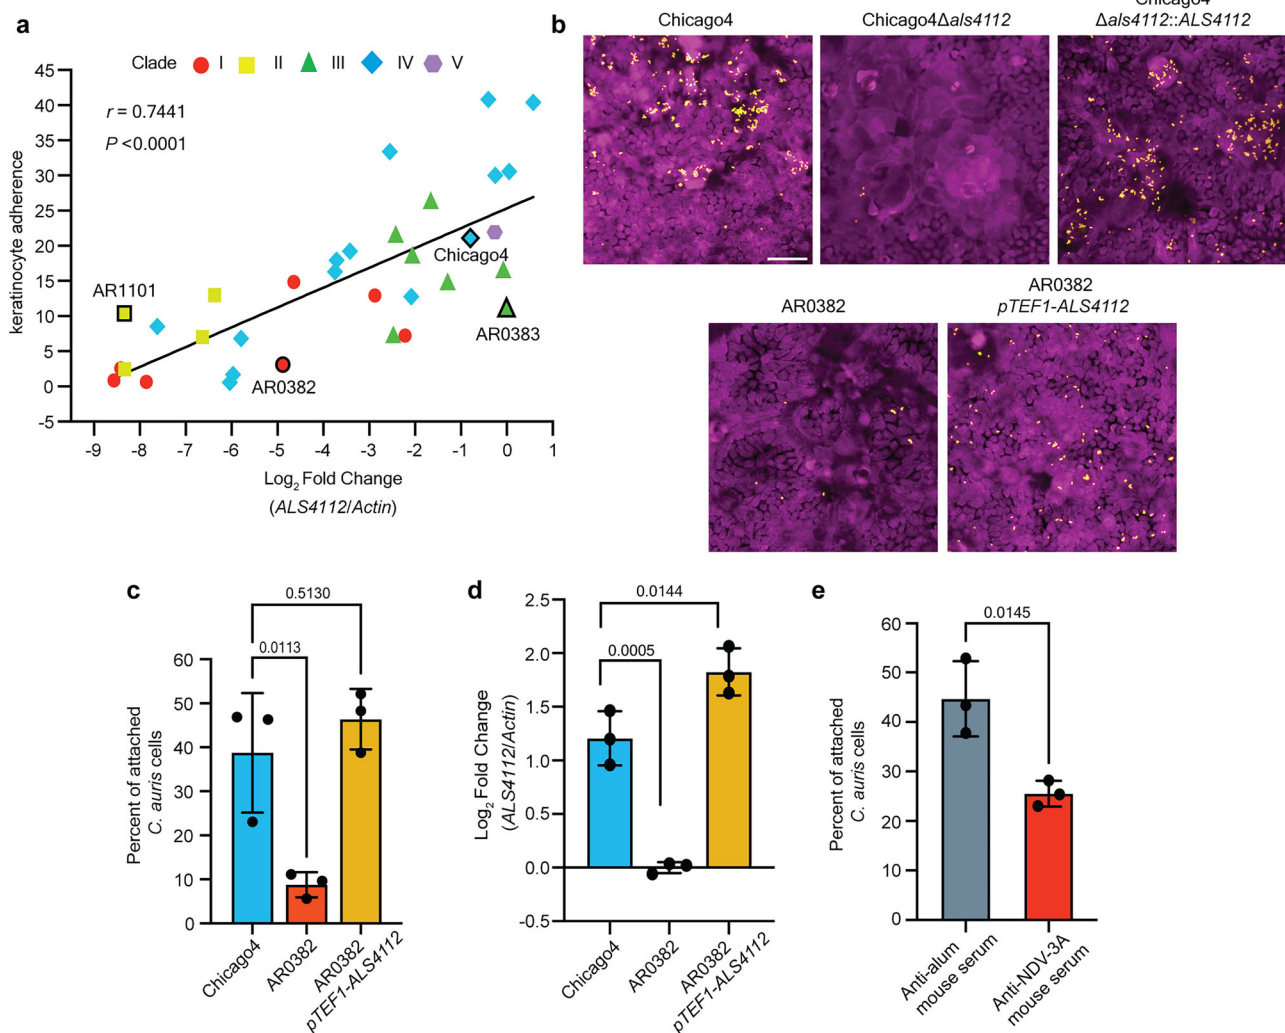 a
Clade I II III IV V
r = 0.7441
P <0.0001
45
40
35
30
25
20
15
10
5
0
-5
keratinocyte adherence
AR1101
Chicago4
AR0383
AR0382
-9 -8 -7 -6 -5 -4 -3 -2 -1 0 1
Log2 Fold Change
(ALS4112/Actin)
b
Chicago4
Chicago4Δals4112
Chicago4
Δals4112::ALS4112
AR0382
AR0382
pTEF1-ALS4112
c
0.5130
0.0113
60
50
40
30
20
10
0
Percent of attached
C. auris cells
Chicago4
AR0382
AR0382
pTEF1-ALS4112
d
0.0144
0.0005
2.5
2.0
1.5
1.0
0.5
0.0
-0.5
Log2 Fold Change
(ALS4112/Actin)
Chicago4
AR0382
AR0382
pTEF1-ALS4112
e
0.0145
60
50
40
30
20
10
0
Percent of attached
C. auris cells
Anti-alum
mouse serum
Anti-NDV-3A
mouse serum